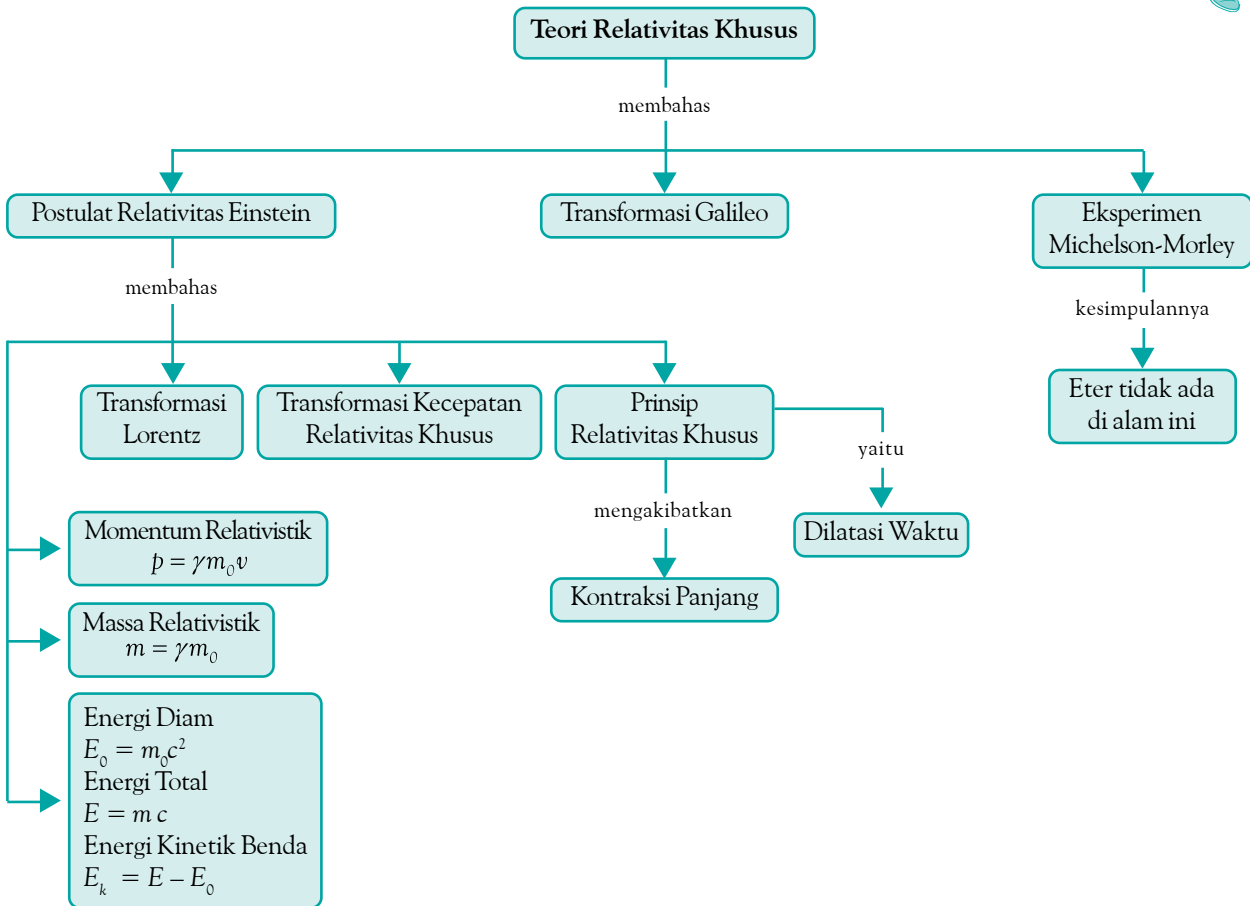 Teori Relativitas Khusus
membahas
Postulat Relativitas Einstein
Transformasi Galileo
Eksperimen
Michelson-Morley
membahas
kesimpulannya
Transformasi
Lorentz
Transformasi Kecepatan
Relativitas Khusus
Prinsip
Relativitas Khusus
Eter tidak ada
di alam ini
yaitu
mengakibatkan
Dilatasi Waktu
Kontraksi Panjang
Momentum Relativistik
p = γm₀v
Massa Relativistik
m = γm₀
Energi Diam
E₀ = m₀c²
Energi Total
E = m c
Energi Kinetik Benda
Eₖ = E – E₀